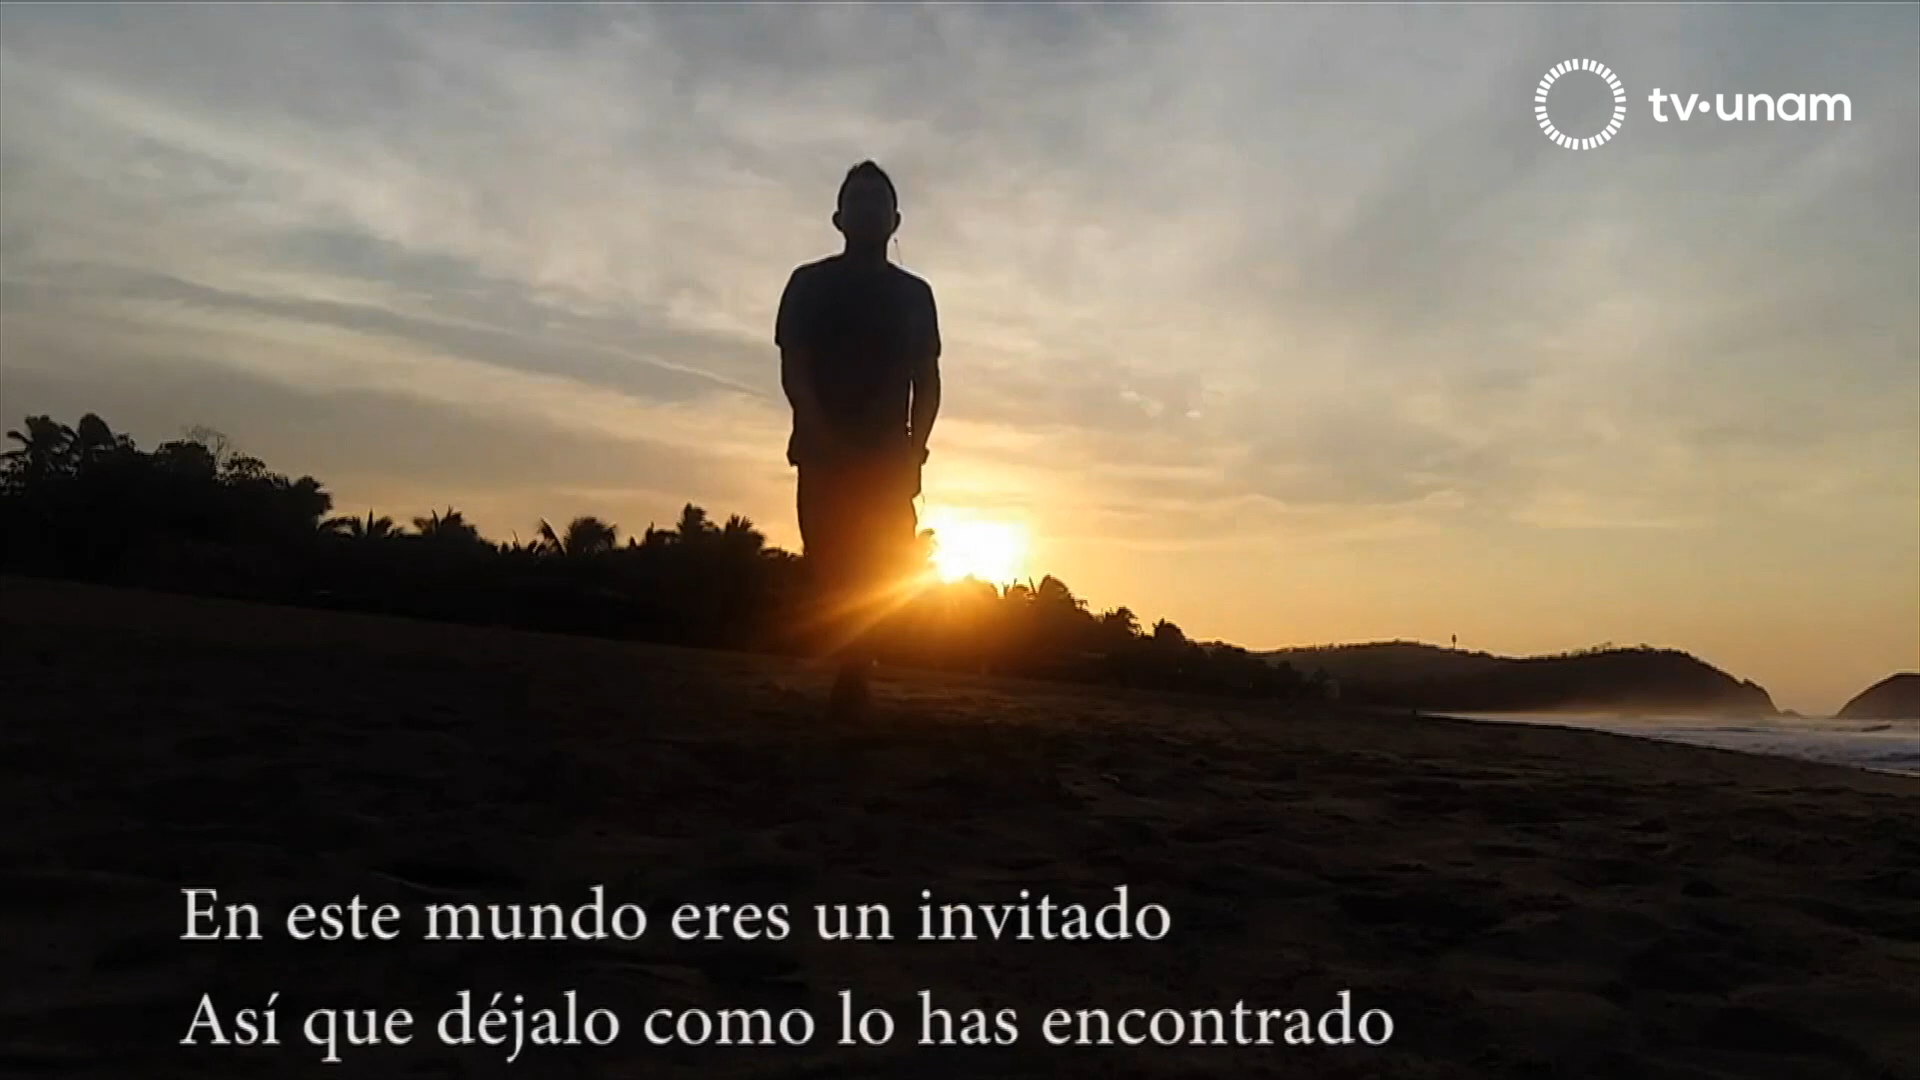 tv·unam
En este mundo eres un invitado
Así que déjalo como lo has encontrado